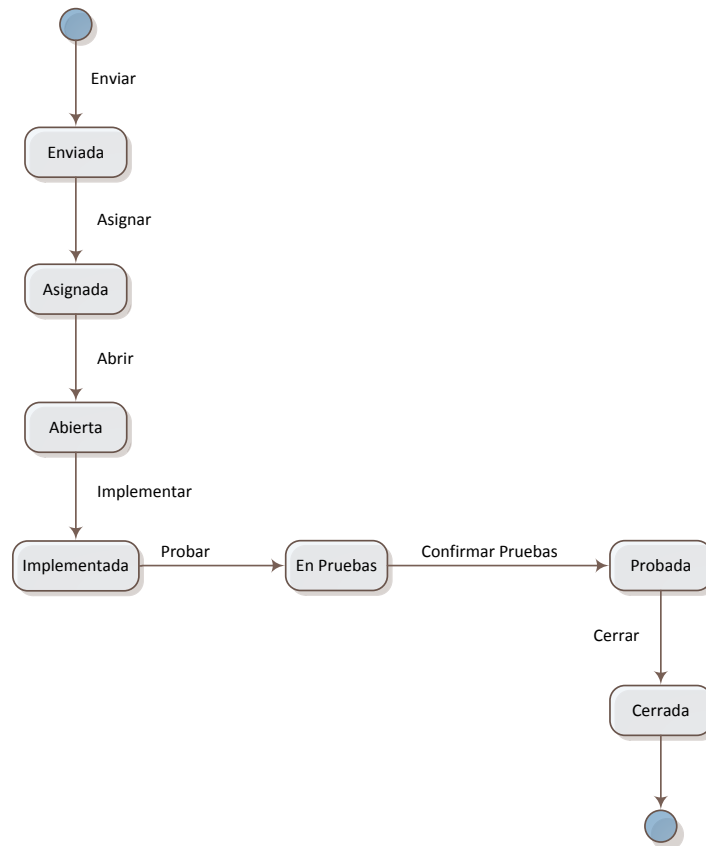 Enviar
Enviada
Asignar
Asignada
Abrir
Abierta
Implementar
Implementada
Probar
En Pruebas
Confirmar Pruebas
Probada
Cerrar
Cerrada